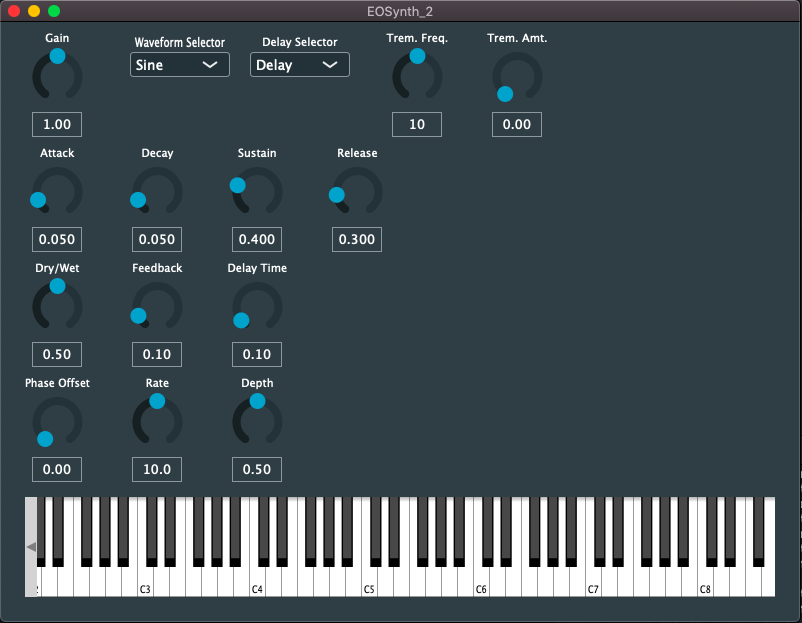 EOSynth_2
Gain
Waveform Selector
Delay Selector
Trem. Freq.
Trem. Amt.
Sine
Delay
1.00
10
0.00
Attack
Decay
Sustain
Release
0.050
0.050
0.400
0.300
Dry/Wet
Feedback
Delay Time
0.50
0.10
0.10
Phase Offset
Rate
Depth
0.00
10.0
0.50
C3
C4
C5
C6
C7
C8